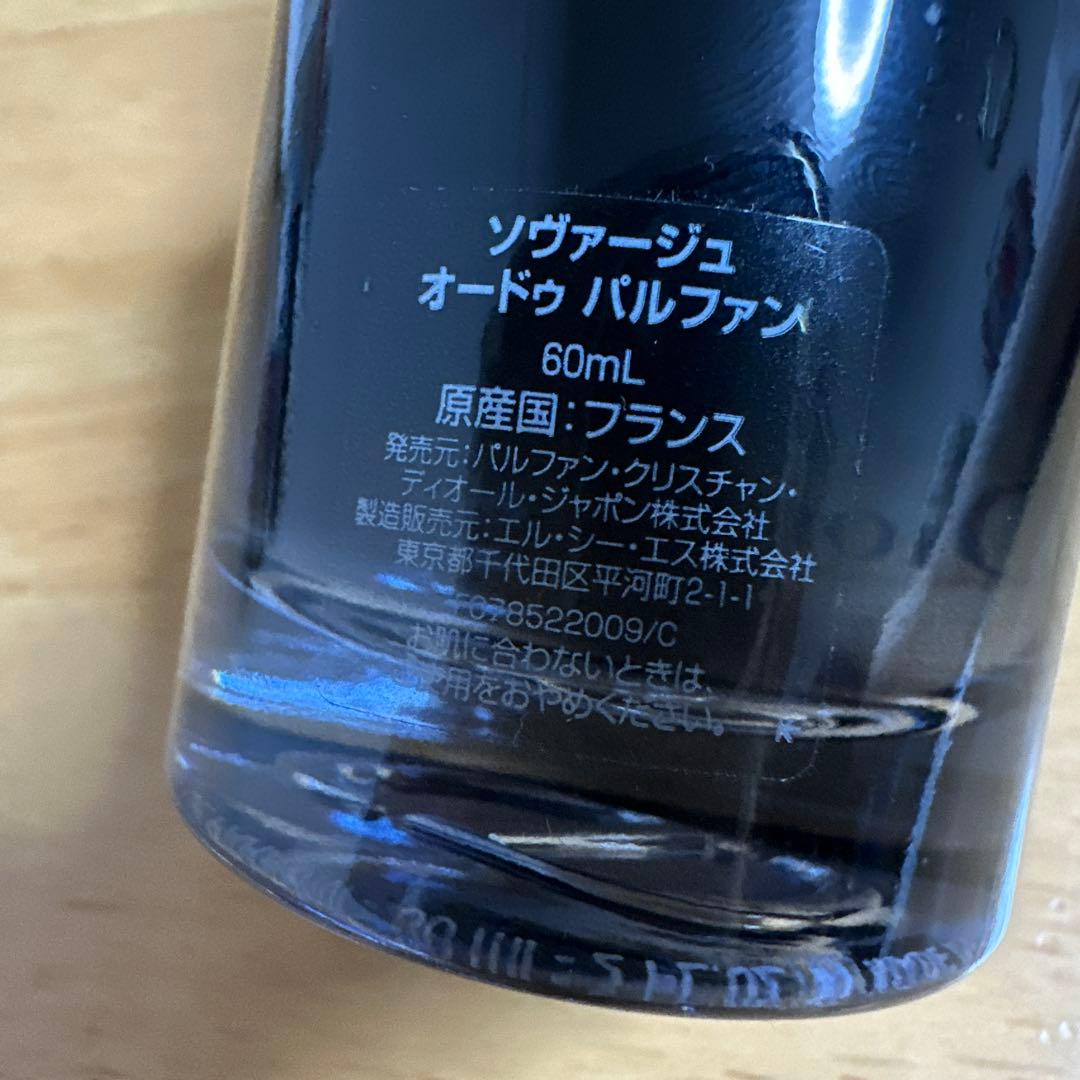 ソヴァージュ
オードゥ パルファン
60mL
原産国:フランス
発売元:パルファン・クリスチャン・
ディオール・ジャポン株式会社
製造販売元:エル・シー・エス株式会社
東京都千代田区平河町2-1-1
F078522009/C
お肌に合わないときは、
ご使用をおやめください。
K